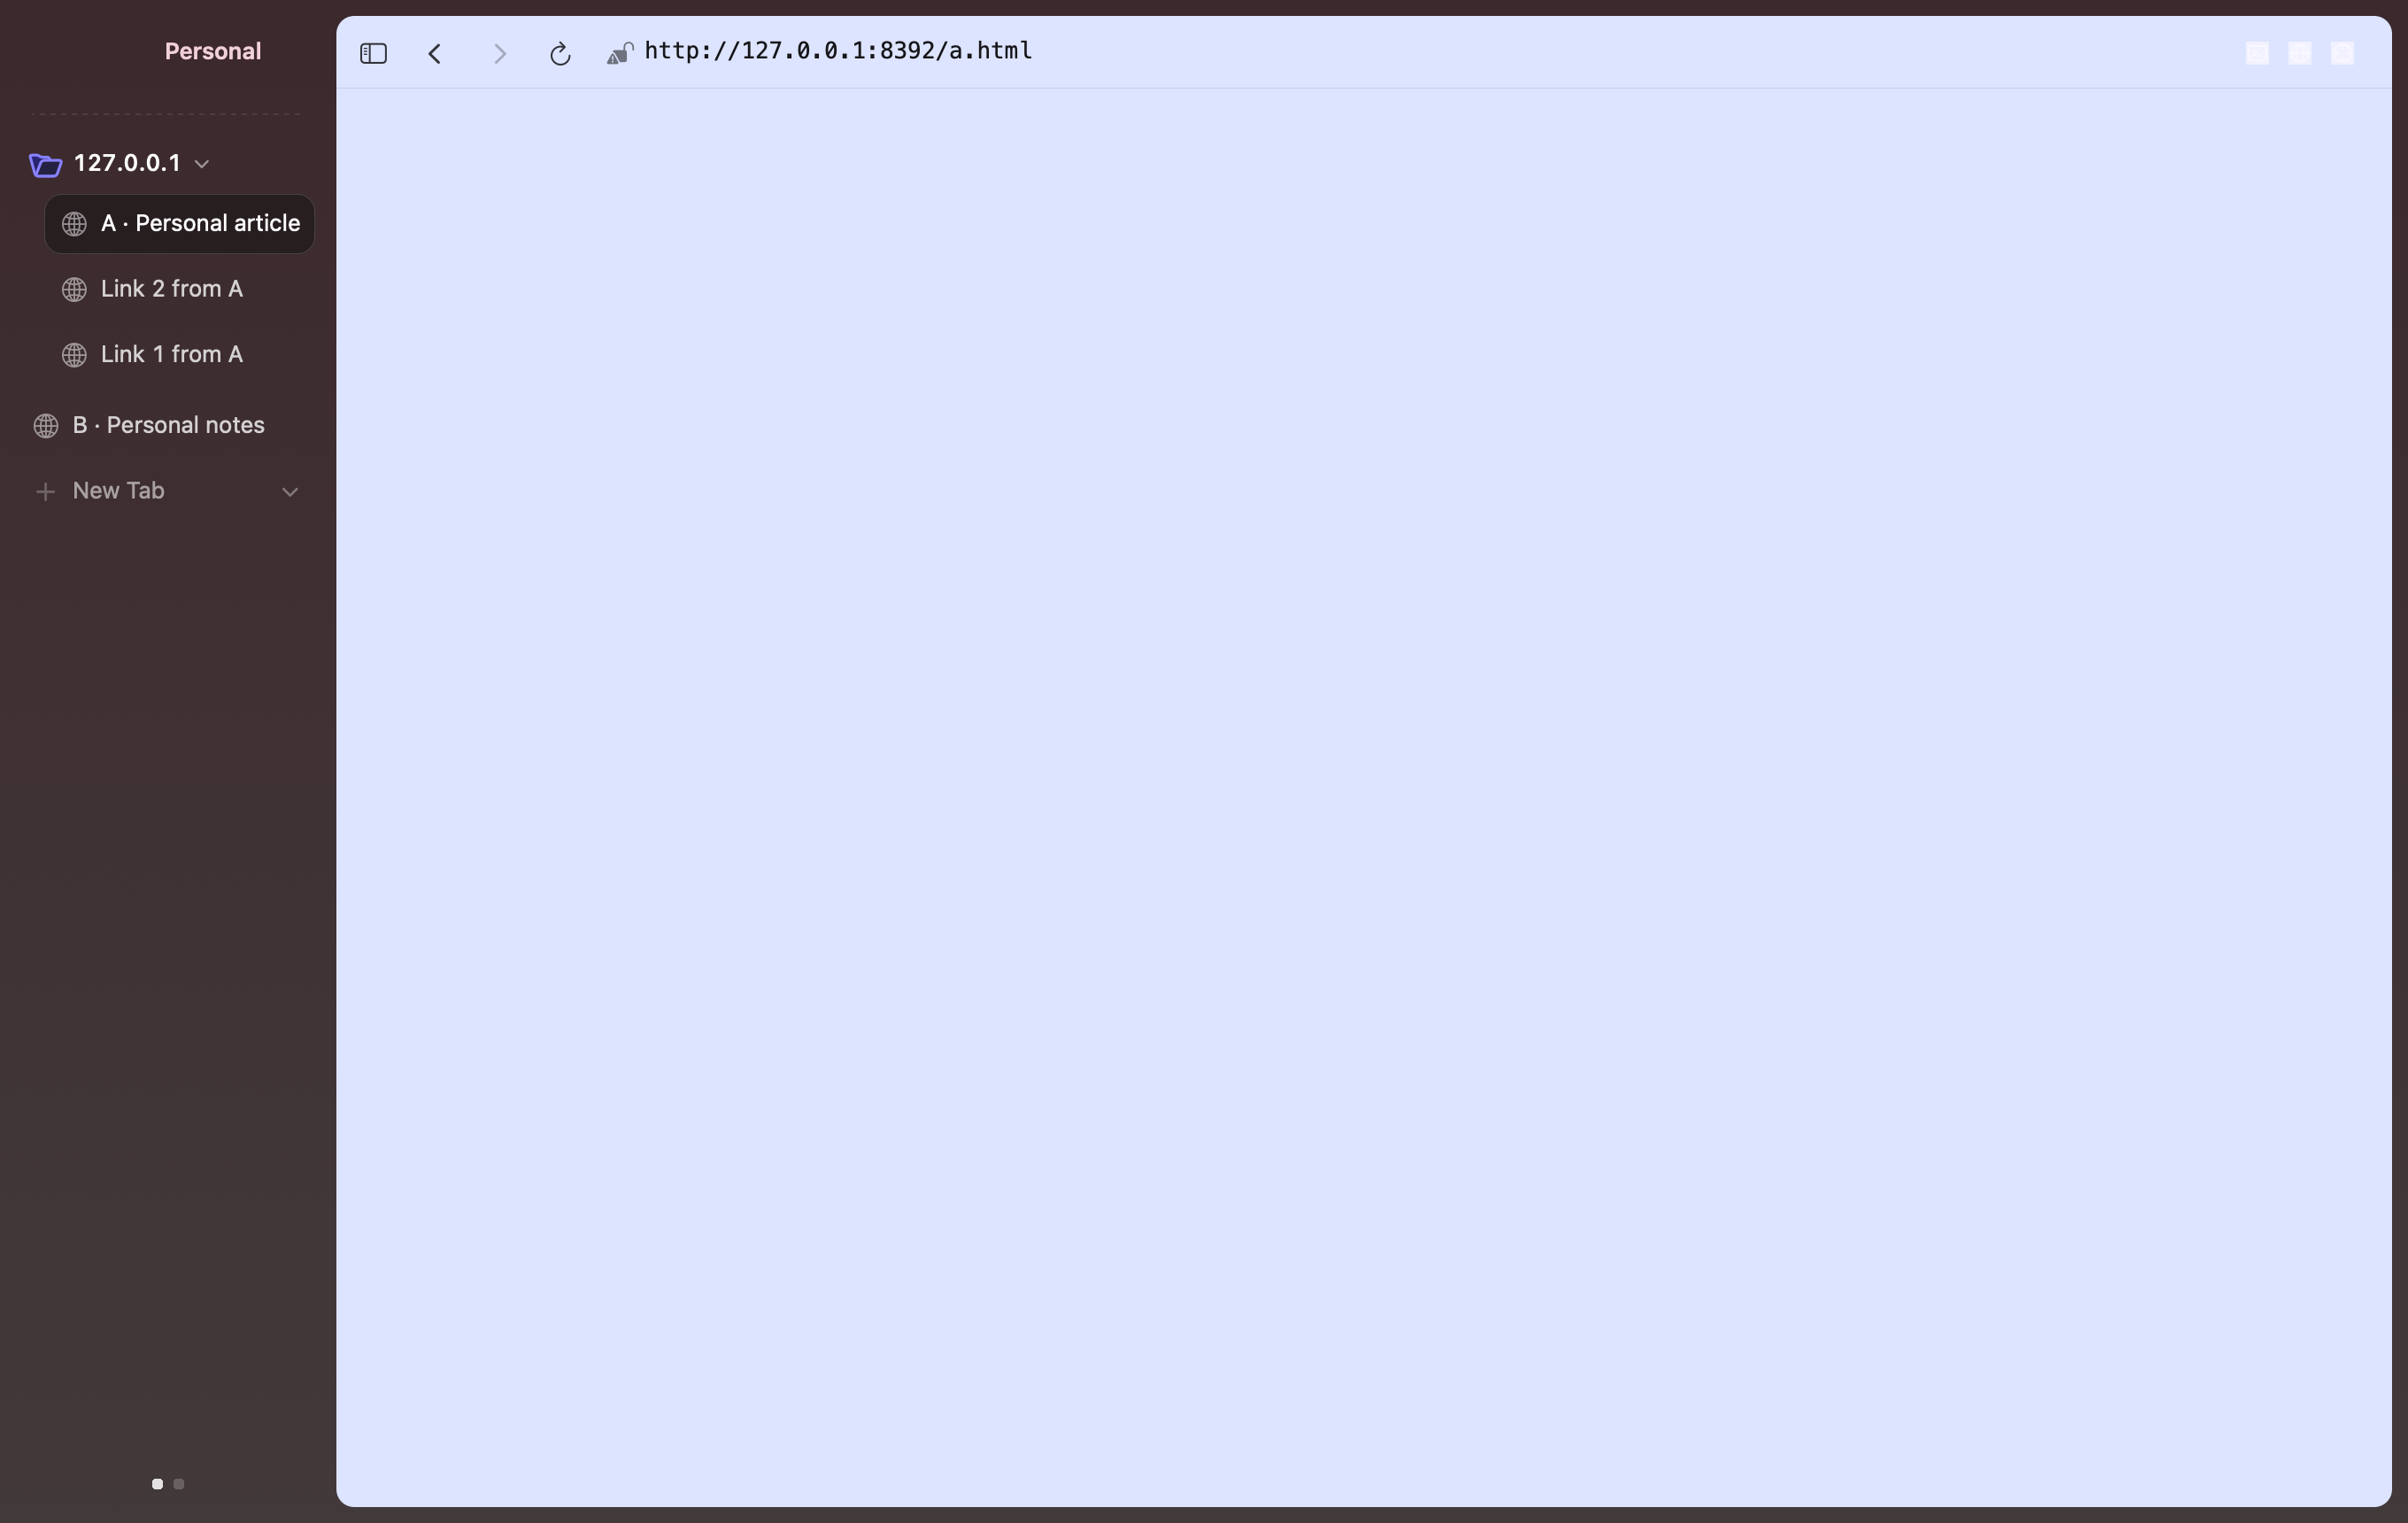 Personal
http://127.0.0.1:8392/a.html
127.0.0.1
A · Personal article
Link 2 from A
Link 1 from A
B · Personal notes
New Tab